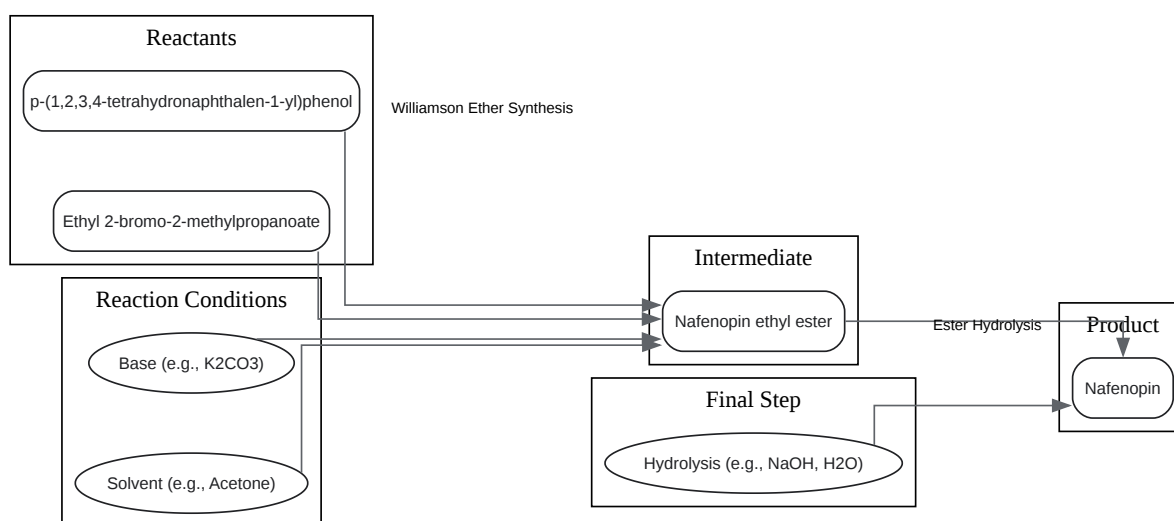 Reactants
p-(1,2,3,4-tetrahydronaphthalen-1-yl)phenol
Williamson Ether Synthesis
Ethyl 2-bromo-2-methylpropanoate
Reaction Conditions
Base (e.g., K2CO3)
Solvent (e.g., Acetone)
Intermediate
Nafenopin ethyl ester
Ester Hydrolysis
Final Step
Hydrolysis (e.g., NaOH, H2O)
Product
Nafenopin